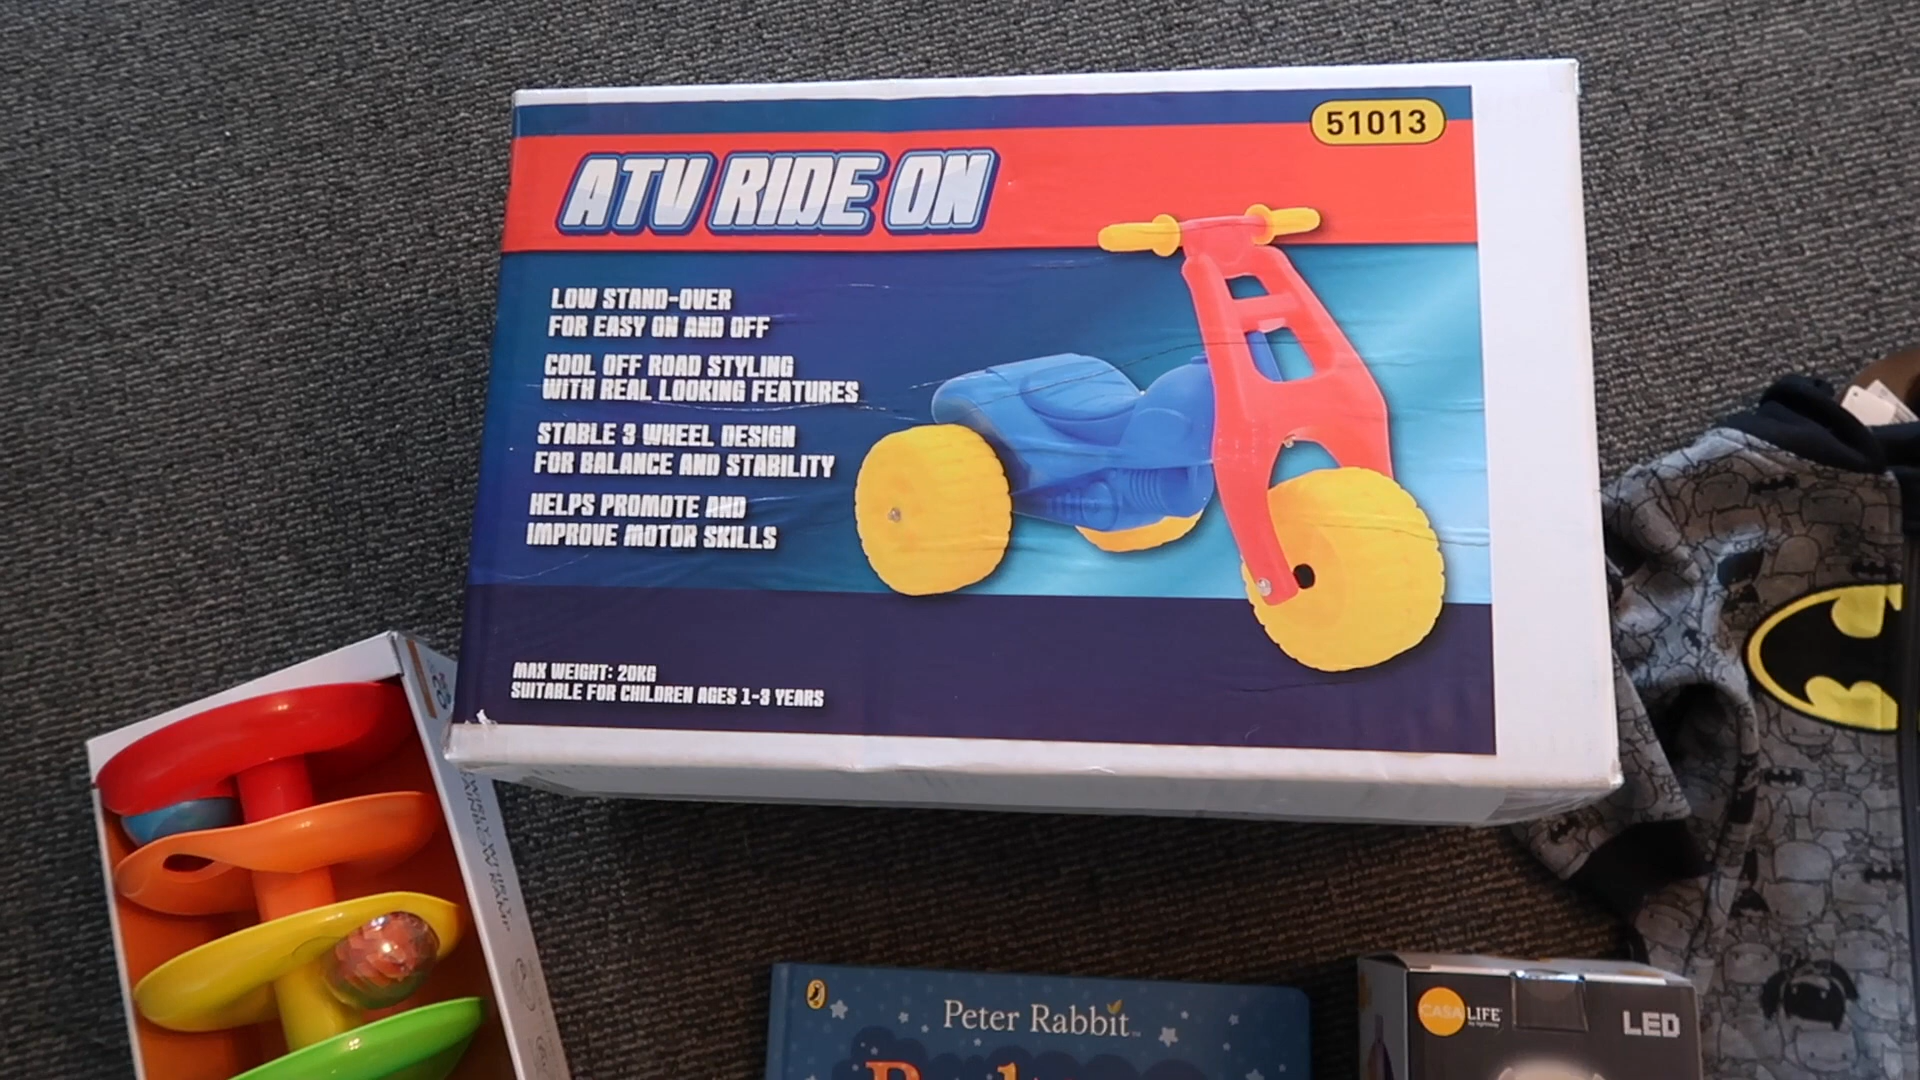 51013
ATV RIDE ON
LOW STAND-OVER
FOR EASY ON AND OFF
COOL OFF ROAD STYLING
WITH REAL LOOKING FEATURES
STABLE 3 WHEEL DESIGN
FOR BALANCE AND STABILITY
HELPS PROMOTE AND
IMPROVE MOTOR SKILLS
MAX WEIGHT: 20KG
SUITABLE FOR CHILDREN AGES 1-3 YEARS
Peter Rabbit
CASA LIFE
LED